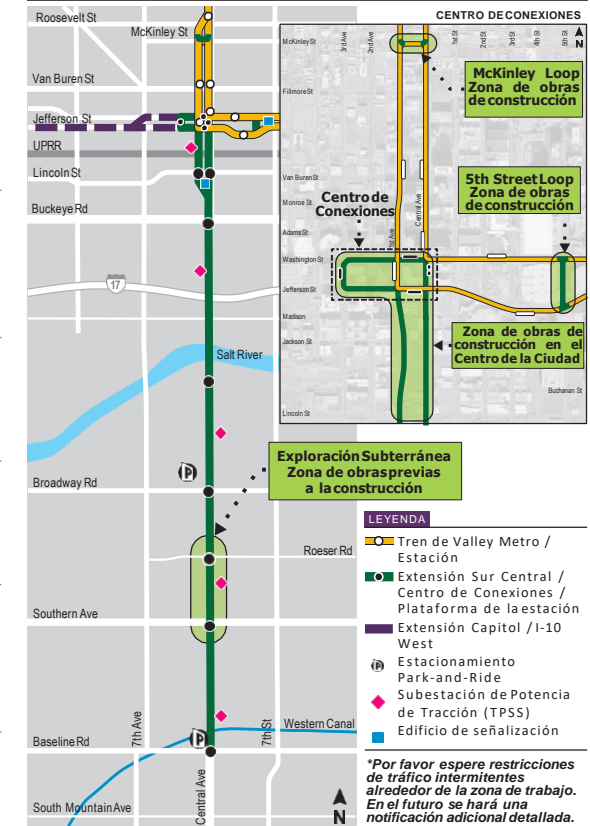 Roosevelt St
McKinley St
Van Buren St
Jefferson St
UPRR
Lincoln St
Buckeye Rd
17
Salt River
P
Broadway Rd
Roeser Rd
Southern Ave
Western Canal
P
Baseline Rd
7th Ave
Central Ave
7th St
South Mountain Ave
N
CENTRO DE CONEXIONES
McKinley St
3rd Ave
2nd Ave
1st St
2nd St
3rd St
4th St
5th St
N
McKinley Loop
Zona de obras
de construcción
Fillmore St
Van Buren St
Monroe St
Adams St
Washington St
Jefferson St
Madison
Jackson St
Lincoln St
Buchanan St
1st Ave
Central Ave
Centro de
Conexiones
5th Street Loop
Zona de obras
de construcción
Zona de obras de
construcción en el
Centro de la Ciudad
Exploración Subterránea
Zona de obras previas
a la construcción
LEYENDA
Tren de Valley Metro /
Estación
Extensión Sur Central /
Centro de Conexiones /
Plataforma de la estación
Extensión Capitol / I-10
West
P Estacionamiento
Park-and-Ride
Subestación de Potencia
de Tracción (TPSS)
Edificio de señalización
*Por favor espere restricciones
de tráfico intermitentes
alrededor de la zona de trabajo.
En el futuro se hará una
notificación adicional detallada.